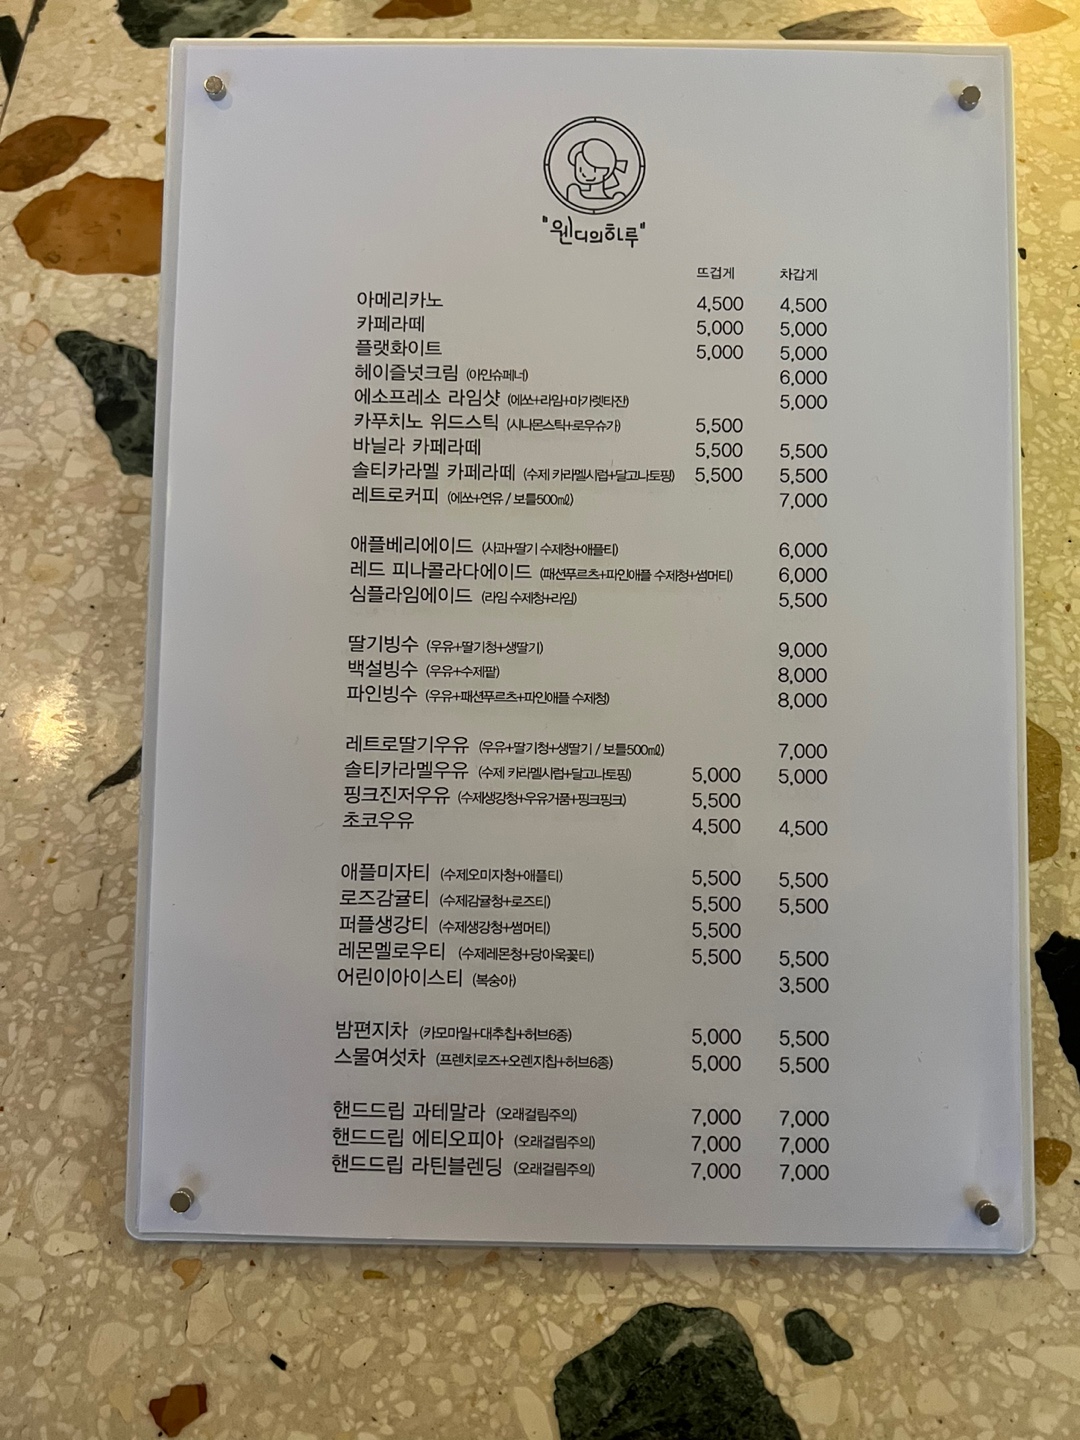 "웬디의하루"
뜨겁게 차갑게
아메리카노 4,500 4,500
카페라떼 5,000 5,000
플랫화이트 5,000 5,000
헤이즐넛크림 (아인슈페너) 6,000
에소프레소 라임샷 (에쏘+라임+마가렛타잔) 5,000
카푸치노 위드스틱 (시나몬스틱+로우슈가) 5,500
바닐라 카페라떼 5,500 5,500
솔티카라멜 카페라떼 (수제 카라멜시럽+달고나토핑) 5,500 5,500
레트로커피 (에쏘+연유 / 보틀500㎖) 7,000
애플베리에이드 (사과+딸기 수제청+애플티) 6,000
레드 피나콜라다에이드 (패션푸르츠+파인애플 수제청+썸머티) 6,000
심플라임에이드 (라임 수제청+라임) 5,500
딸기빙수 (우유+딸기청+생딸기) 9,000
백설빙수 (우유+수제팥) 8,000
파인빙수 (우유+패션푸르츠+파인애플 수제청) 8,000
레트로딸기우유 (우유+딸기청+생딸기 / 보틀500㎖) 7,000
솔티카라멜우유 (수제 카라멜시럽+달고나토핑) 5,000 5,000
핑크진저우유 (수제생강청+우유거품+핑크핑크) 5,500
초코우유 4,500 4,500
애플미자티 (수제오미자청+애플티) 5,500 5,500
로즈감귤티 (수제감귤청+로즈티) 5,500 5,500
퍼플생강티 (수제생강청+썸머티) 5,500
레몬멜로우티 (수제레몬청+당아욱꽃티) 5,500 5,500
어린이아이스티 (복숭아) 3,500
밤편지차 (카모마일+대추칩+허브6종) 5,000 5,500
스물여섯차 (프렌치로즈+오렌지칩+허브6종) 5,000 5,500
핸드드립 과테말라 (오래걸림주의) 7,000 7,000
핸드드립 에티오피아 (오래걸림주의) 7,000 7,000
핸드드립 라틴블렌딩 (오래걸림주의) 7,000 7,000